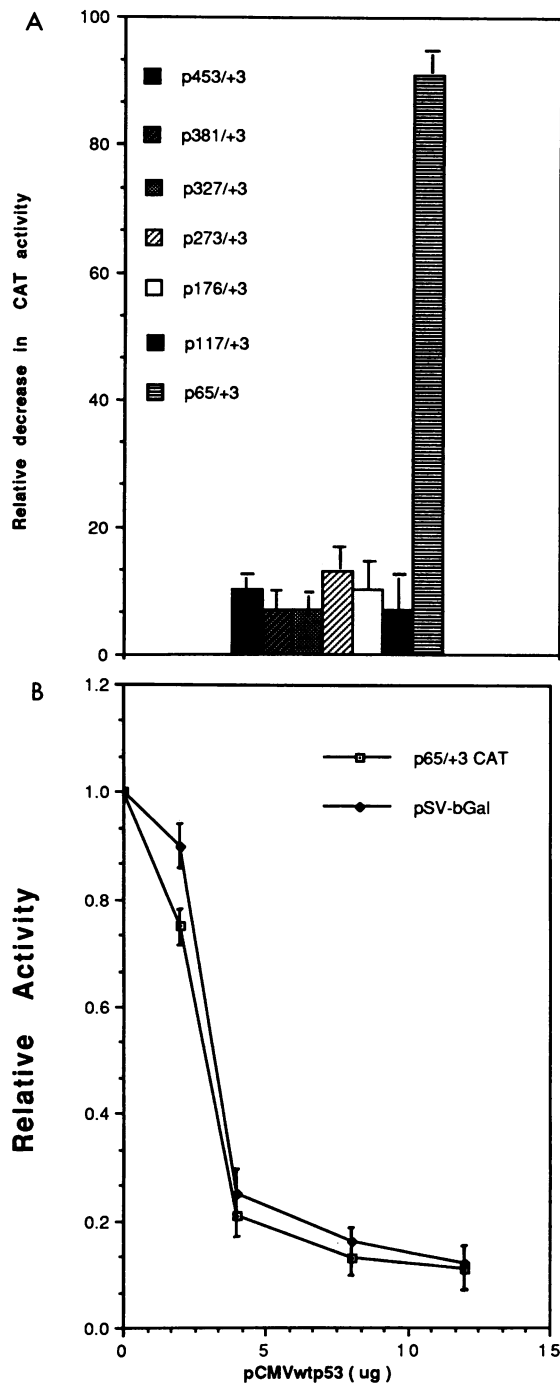 A
100
80
60
40
20
0
Relative decrease in CAT activity
p453/+3
p381/+3
p327/+3
p273/+3
p176/+3
p117/+3
p65/+3
B
1.2
1.0
0.8
0.6
0.4
0.2
0.0
Relative Activity
p65/+3 CAT
pSV-bGal
0
5
10
15
pCMVwtp53 ( ug )